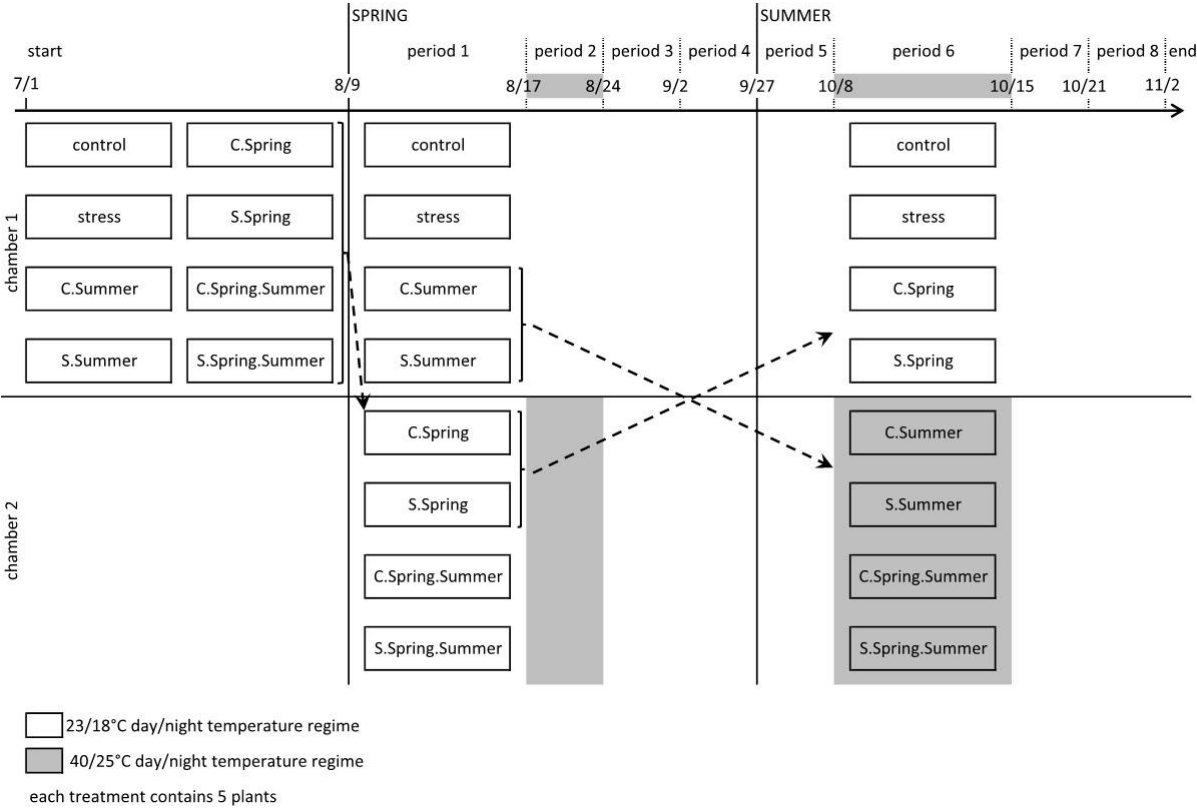 SPRING
SUMMER
start
period 1
period 2
period 3
period 4
period 5
period 6
period 7
period 8
end
7/1
8/9
8/17
8/24
9/2
9/27
10/8
10/15
10/21
11/2
chamber 1
control
C.Spring
control
control
stress
S.Spring
stress
stress
C.Summer
C.Spring.Summer
C.Summer
C.Spring
S.Summer
S.Spring.Summer
S.Summer
S.Spring
chamber 2
C.Spring
C.Summer
S.Spring
S.Summer
C.Spring.Summer
C.Spring.Summer
S.Spring.Summer
S.Spring.Summer
23/18°C day/night temperature regime
40/25°C day/night temperature regime
each treatment contains 5 plants